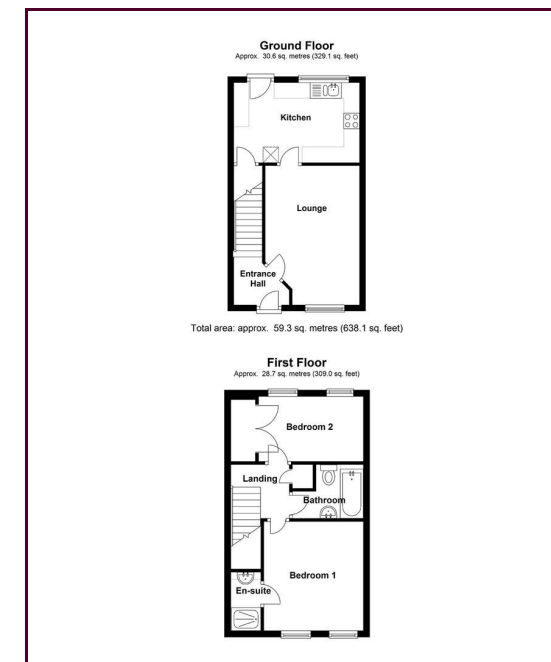 Ground Floor
Approx. 30.6 sq. metres (329.1 sq. feet)
Kitchen
Lounge
Entrance
Hall
Total area: approx. 59.3 sq. metres (638.1 sq. feet)
First Floor
Approx. 28.7 sq. metres (309.0 sq. feet)
Bedroom 2
Landing
Bathroom
Bedroom 1
En-suite